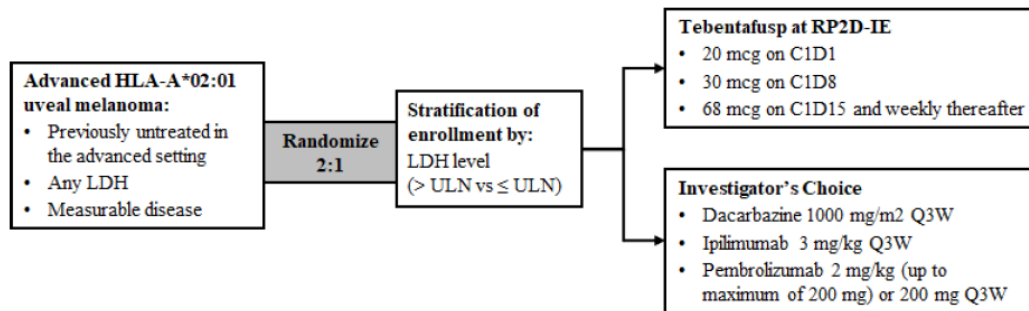 Advanced HLA-A*02:01
uveal melanoma:
• Previously untreated in
the advanced setting
• Any LDH
• Measurable disease
Randomize
2:1
Stratification of
enrollment by:
LDH level
(> ULN vs ≤ ULN)
Tebentafusp at RP2D-IE
• 20 mcg on C1D1
• 30 mcg on C1D8
• 68 mcg on C1D15 and weekly thereafter
Investigator's Choice
• Dacarbazine 1000 mg/m2 Q3W
• Ipilimumab 3 mg/kg Q3W
• Pembrolizumab 2 mg/kg (up to
maximum of 200 mg) or 200 mg Q3W